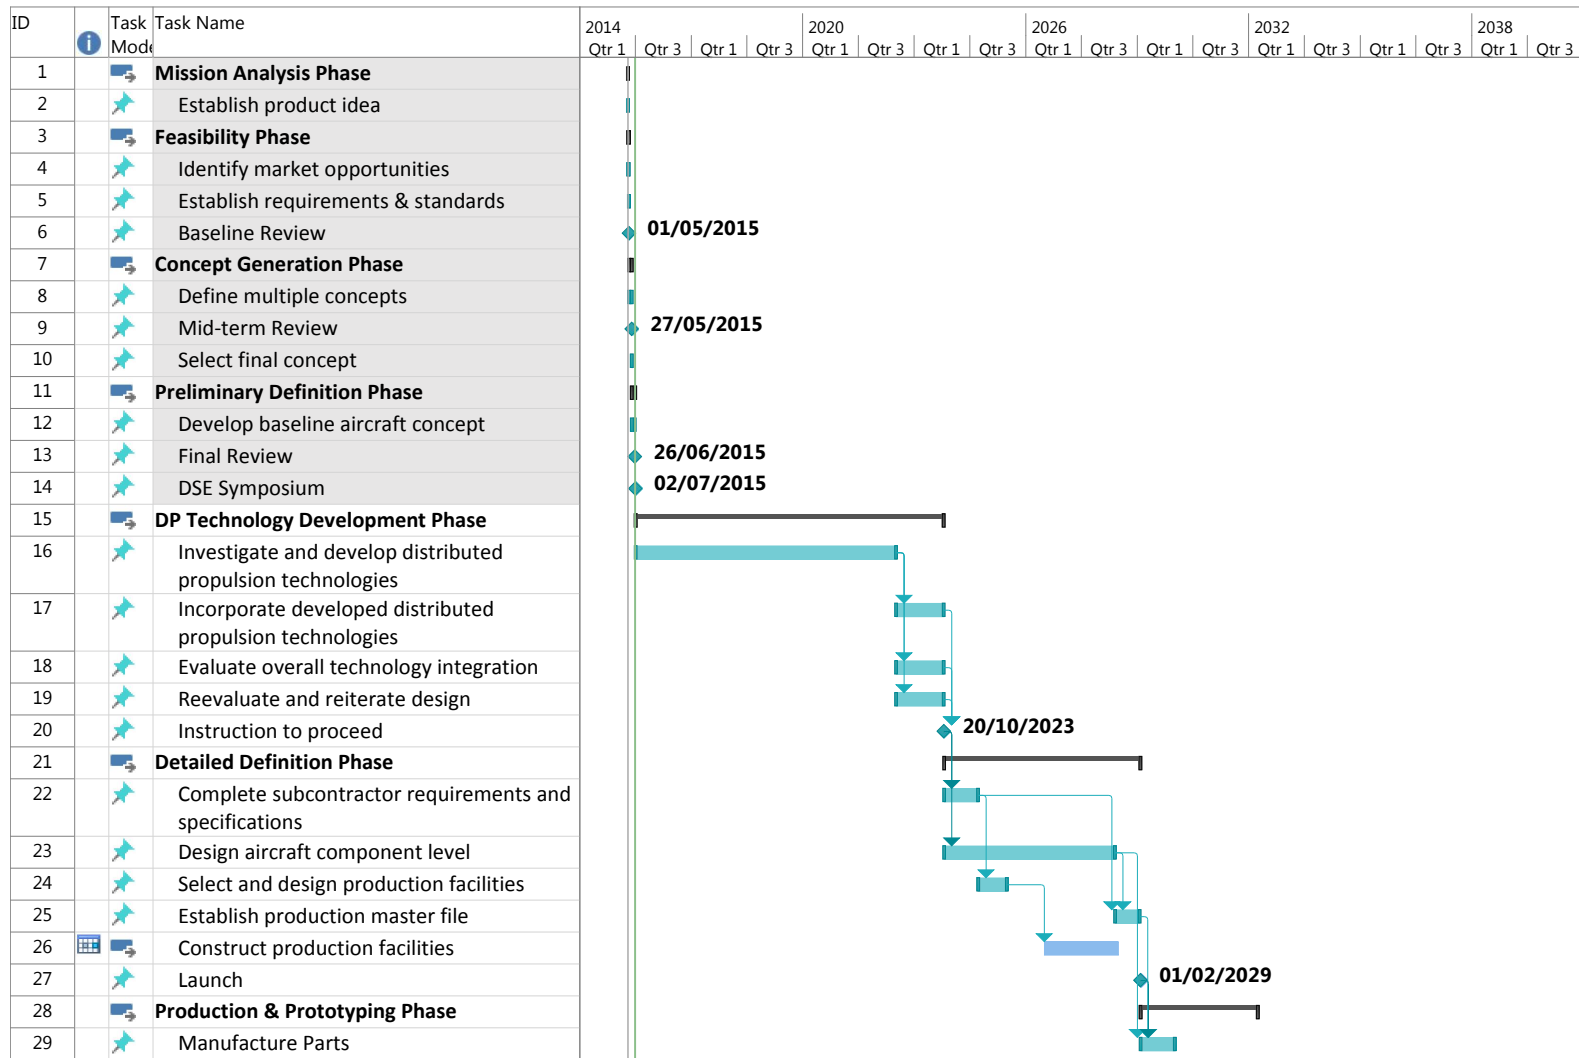 ID Task Task Name 2014 2020 2026 2032 2038
Mode Qtr 1 Qtr 3 Qtr 1 Qtr 3 Qtr 1 Qtr 3 Qtr 1 Qtr 3 Qtr 1 Qtr 3 Qtr 1 Qtr 3 Qtr 1 Qtr 3 Qtr 1 Qtr 3 Qtr 1 Qtr 3
1 Mission Analysis Phase
2 Establish product idea
3 Feasibility Phase
4 Identify market opportunities
5 Establish requirements & standards
6 Baseline Review 01/05/2015
7 Concept Generation Phase
8 Define multiple concepts
9 Mid-term Review 27/05/2015
10 Select final concept
11 Preliminary Definition Phase
12 Develop baseline aircraft concept
13 Final Review 26/06/2015
14 DSE Symposium 02/07/2015
15 DP Technology Development Phase
16 Investigate and develop distributed
propulsion technologies
17 Incorporate developed distributed
propulsion technologies
18 Evaluate overall technology integration
19 Reevaluate and reiterate design
20 Instruction to proceed 20/10/2023
21 Detailed Definition Phase
22 Complete subcontractor requirements and
specifications
23 Design aircraft component level
24 Select and design production facilities
25 Establish production master file
26 Construct production facilities
27 Launch 01/02/2029
28 Production & Prototyping Phase
29 Manufacture Parts